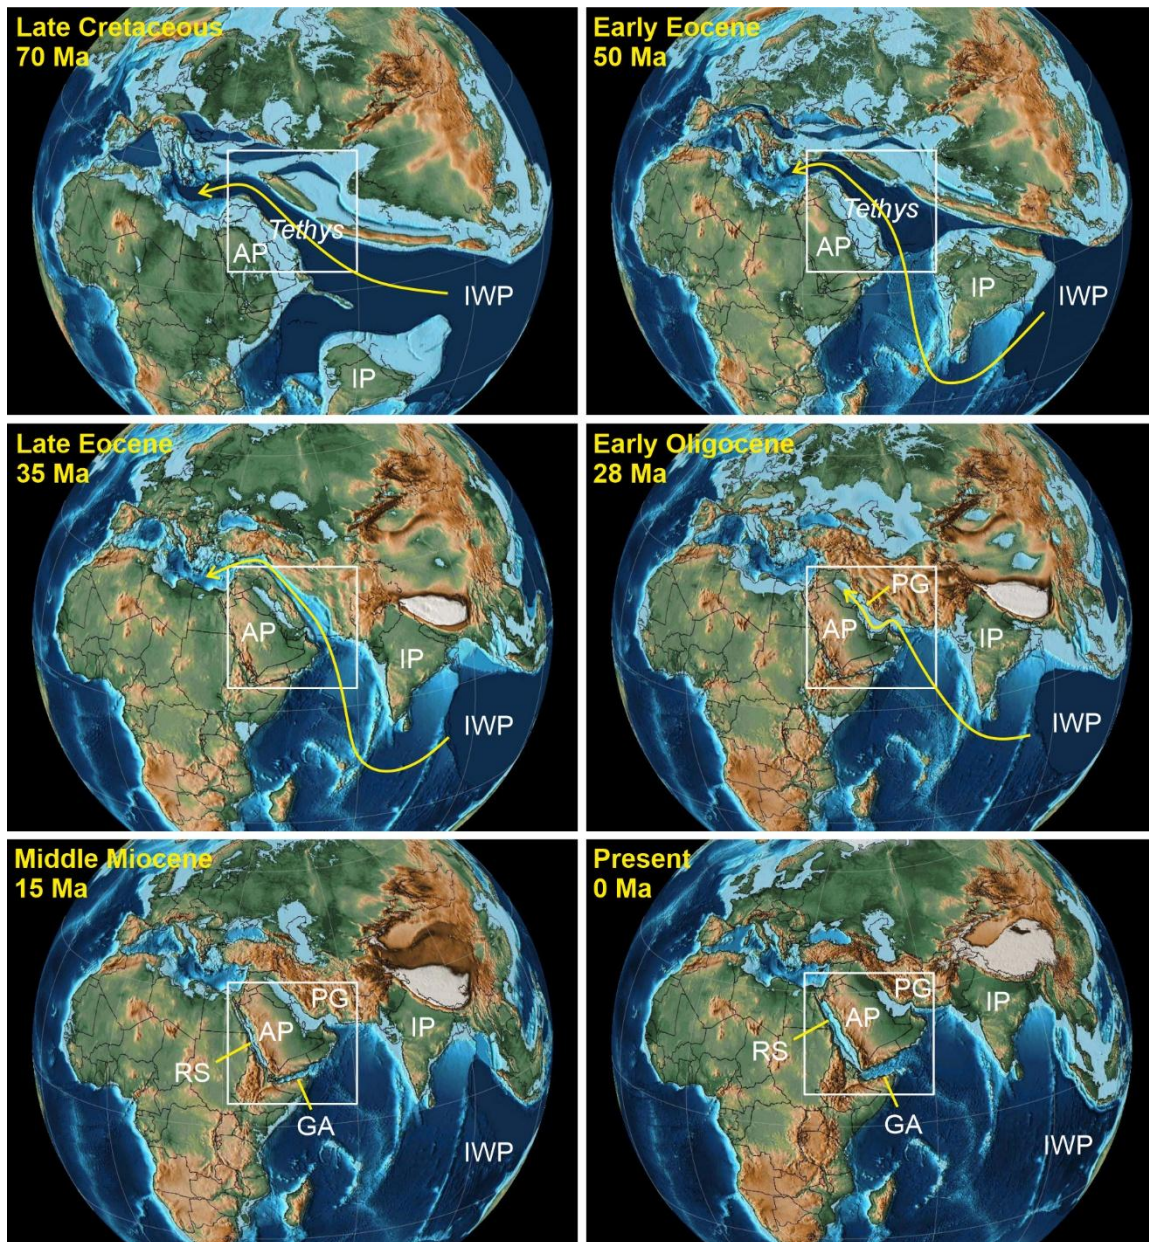 Late Cretaceous
70 Ma
Tethys
AP
IWP
IP
Early Eocene
50 Ma
Tethys
AP
IP
IWP
Late Eocene
35 Ma
AP
IP
IWP
Early Oligocene
28 Ma
PG
AP
IP
IWP
Middle Miocene
15 Ma
PG
AP
IP
RS
GA
IWP
Present
0 Ma
PG
IP
AP
RS
GA
IWP